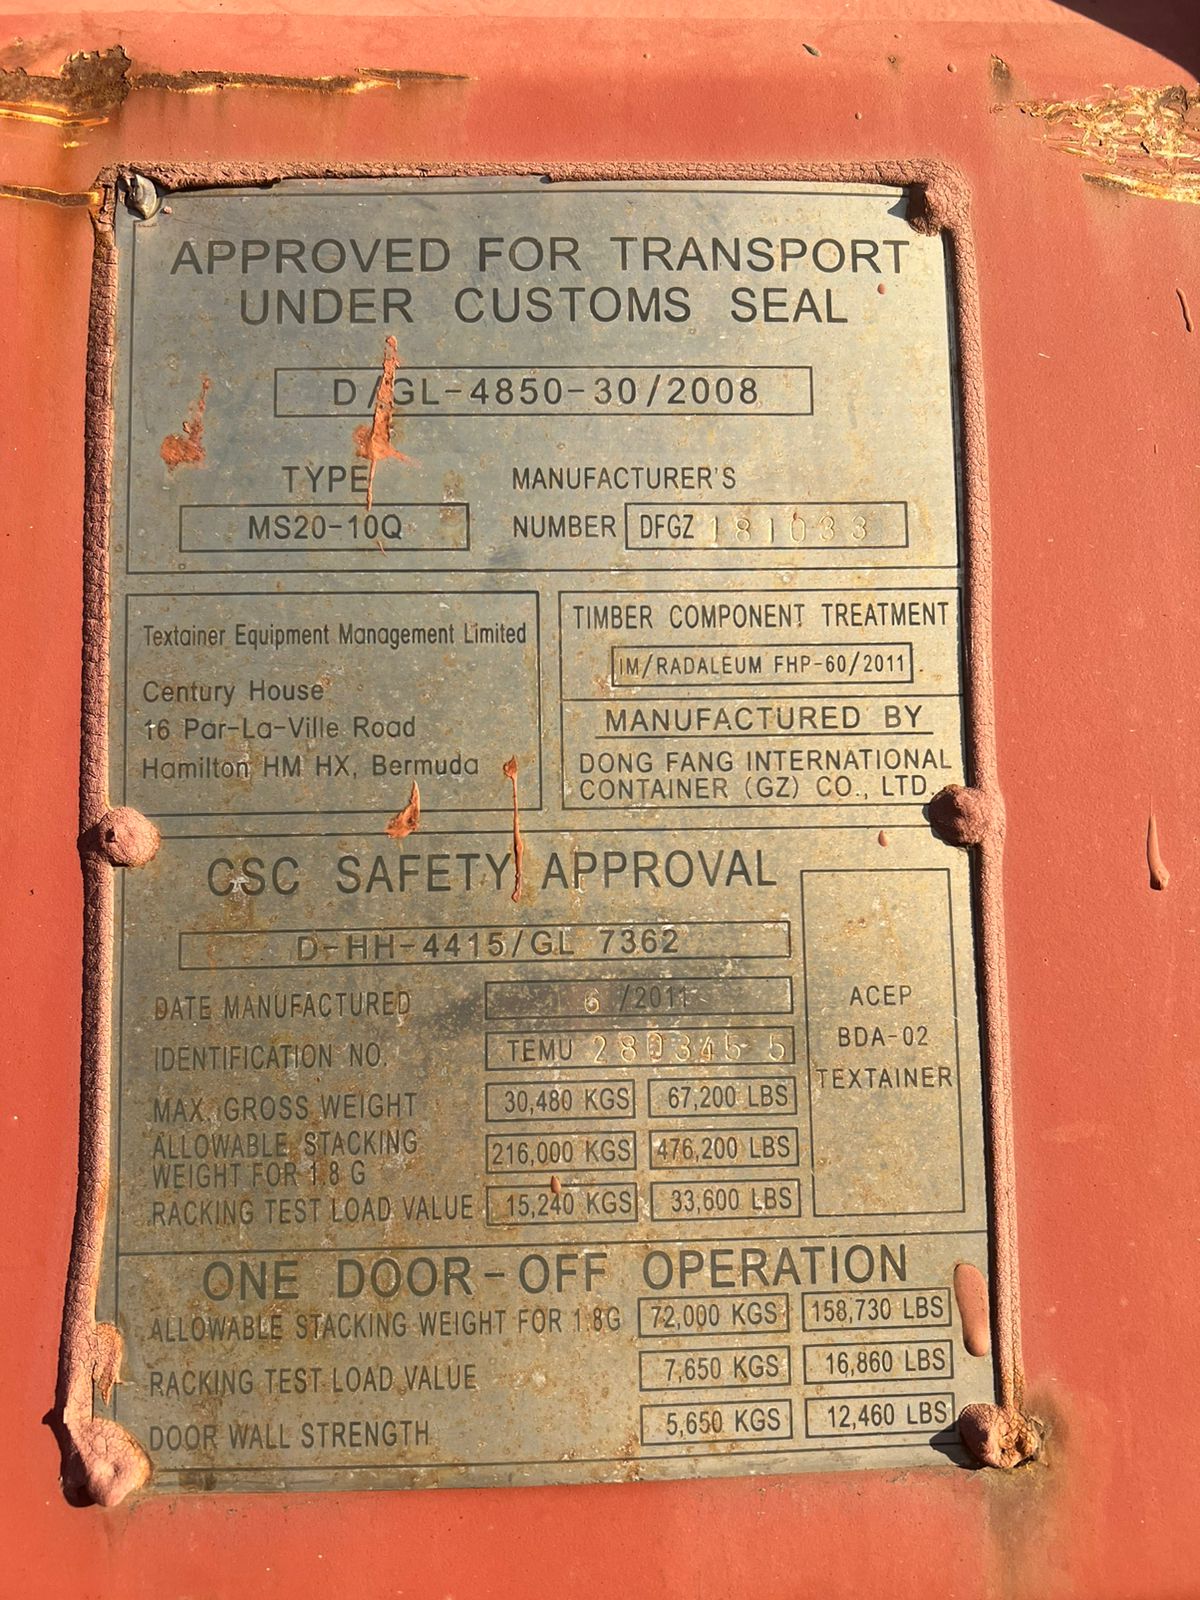 APPROVED FOR TRANSPORT
UNDER CUSTOMS SEAL
D/GL-4850-30/2008
TYPE
MS20-10Q
MANUFACTURER'S
NUMBER DFGZ 181033
Textainer Equipment Management Limited
Century House
16 Par-La-Ville Road
Hamilton HM HX, Bermuda
TIMBER COMPONENT TREATMENT
IM/RADALEUM FHP-60/2011
MANUFACTURED BY
DONG FANG INTERNATIONAL
CONTAINER (GZ) CO., LTD.
CSC SAFETY APPROVAL
D-HH-4415/GL 7362
DATE MANUFACTURED 6 /2011
IDENTIFICATION NO. TEMU 280345 5
MAX. GROSS WEIGHT 30,480 KGS 67,200 LBS
ALLOWABLE STACKING
WEIGHT FOR 1.8 G 216,000 KGS 476,200 LBS
RACKING TEST LOAD VALUE 15,240 KGS 33,600 LBS
ACEP
BDA-02
TEXTAINER
ONE DOOR-OFF OPERATION
ALLOWABLE STACKING WEIGHT FOR 1.8G 72,000 KGS 158,730 LBS
RACKING TEST LOAD VALUE 7,650 KGS 16,860 LBS
DOOR WALL STRENGTH 5,650 KGS 12,460 LBS